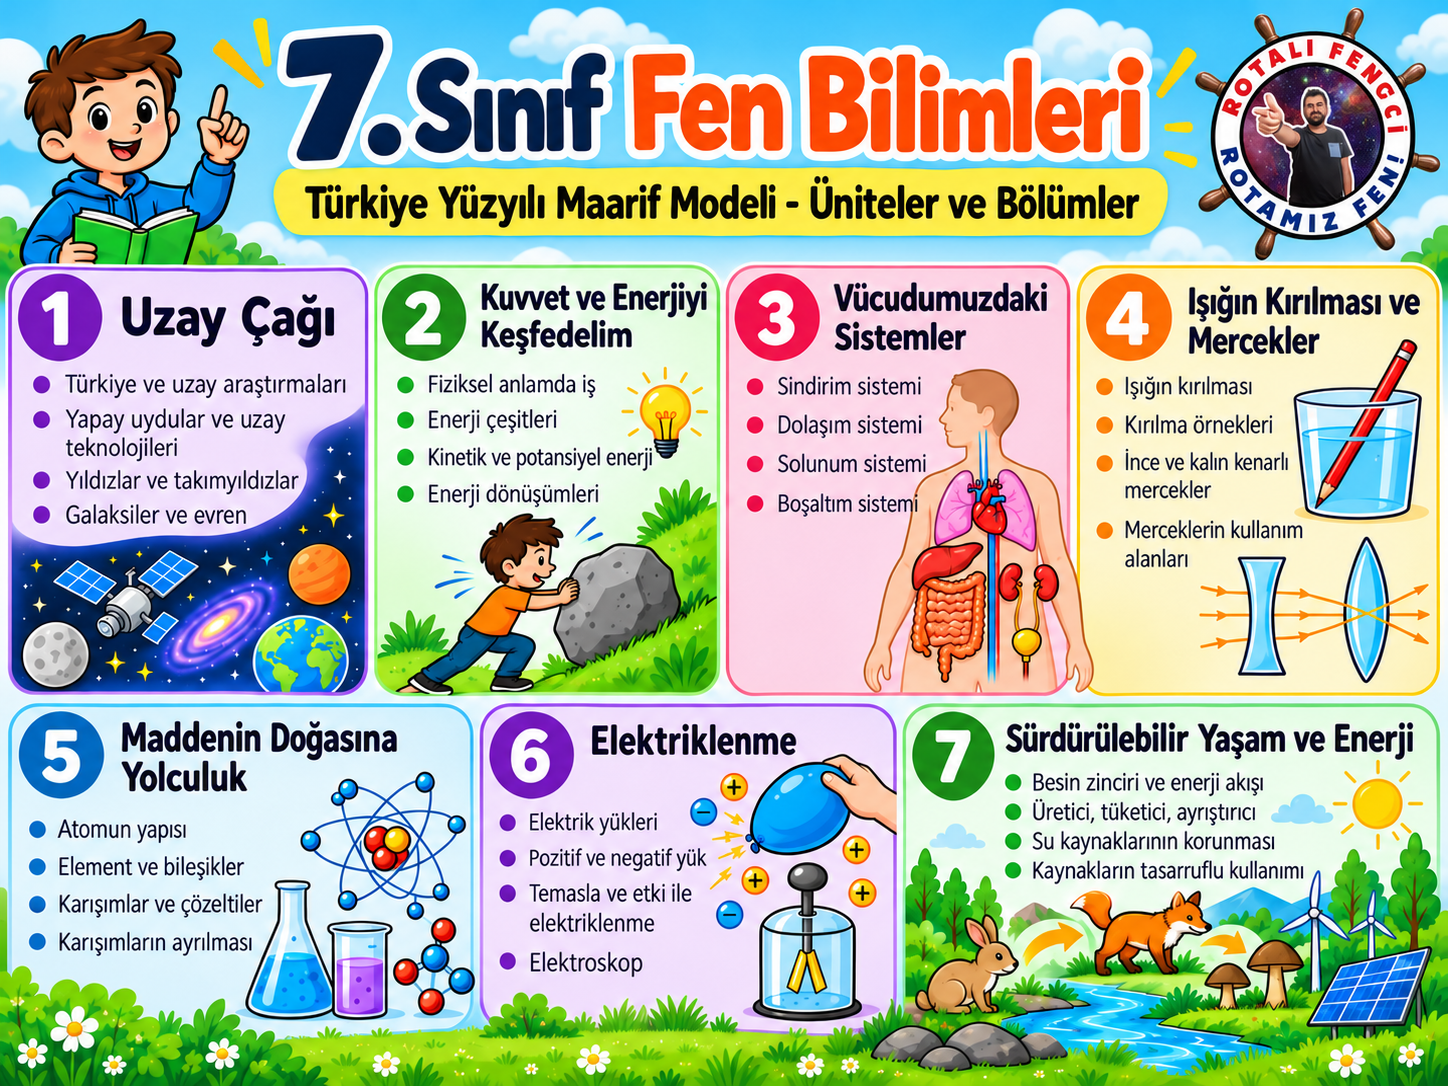 7. Sınıf Fen Bilimleri
Türkiye Yüzyılı Maarif Modeli - Üniteler ve Bölümler
ROTALI FENGCİ
ROTAMIZ FEN!
1
Uzay Çağı
Türkiye ve uzay araştırmaları
Yapay uydular ve uzay
teknolojileri
Yıldızlar ve takımyıldızlar
Galaksiler ve evren
2
Kuvvet ve Enerjiyi
Keşfedelim
Fiziksel anlamda iş
Enerji çeşitleri
Kinetik ve potansiyel enerji
Enerji dönüşümleri
3
Vücudumuzdaki
Sistemler
Sindirim sistemi
Dolaşım sistemi
Solunum sistemi
Boşaltım sistemi
4
Işığın Kırılması ve
Mercekler
Işığın kırılması
Kırılma örnekleri
İnce ve kalın kenarlı
mercekler
Merceklerin kullanım
alanları
5
Maddenin Doğasına
Yolculuk
Atomun yapısı
Element ve bileşikler
Karışımlar ve çözeltiler
Karışımların ayrılması
6
Elektriklenme
Elektrik yükleri
Pozitif ve negatif yük
Temasla ve etki ile
elektriklenme
Elektroskop
7
Sürdürülebilir Yaşam ve Enerji
Besin zinciri ve enerji akışı
Üretici, tüketici, ayrıştırıcı
Su kaynaklarının korunması
Kaynakların tasarruflu kullanımı